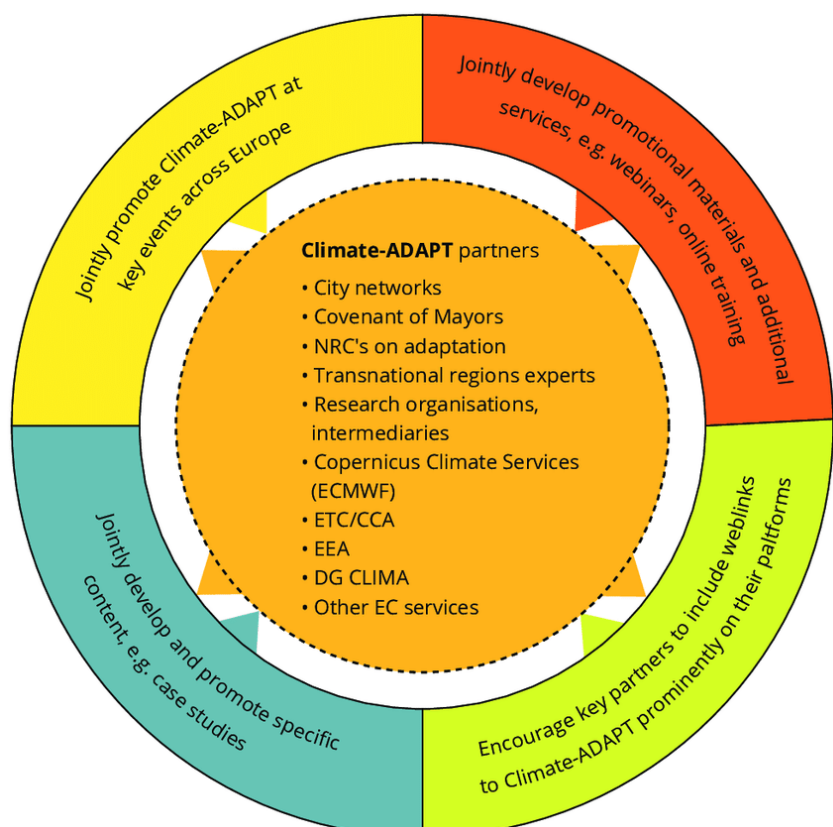 Jointly promote Climate-ADAPT at
key events across Europe
Jointly develop promotional materials and additional
services, e.g. webinars, online training
Climate-ADAPT partners
• City networks
• Covenant of Mayors
• NRC's on adaptation
• Transnational regions experts
• Research organisations,
intermediaries
• Copernicus Climate Services
(ECMWF)
• ETC/CCA
• EEA
• DG CLIMA
• Other EC services
Jointly develop and promote specific
content, e.g. case studies
Encourage key partners to include weblinks
to Climate-ADAPT prominently on their paltforms